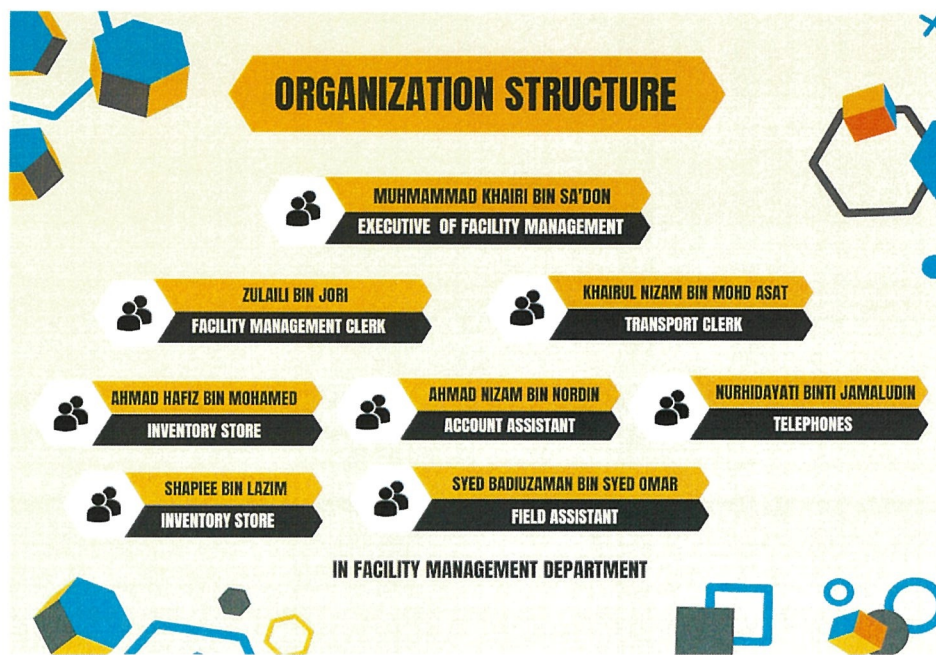 ORGANIZATION STRUCTURE
MUHMAMMAD KHAIRI BIN SA'DON
EXECUTIVE OF FACILITY MANAGEMENT
ZULAILI BIN JORI
FACILITY MANAGEMENT CLERK
KHAIRUL NIZAM BIN MOHD ASAT
TRANSPORT CLERK
AHMAD HAFIZ BIN MOHAMED
INVENTORY STORE
AHMAD NIZAM BIN NORDIN
ACCOUNT ASSISTANT
NURHIDAYATI BINTI JAMALUDIN
TELEPHONES
SHAPIEE BIN LAZIM
INVENTORY STORE
SYED BADIUZAMAN BIN SYED OMAR
FIELD ASSISTANT
IN FACILITY MANAGEMENT DEPARTMENT